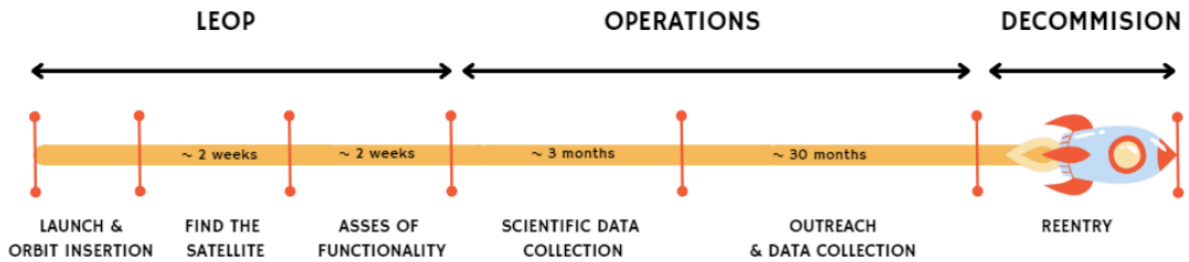 LEOP
OPERATIONS
DECOMMISION
~ 2 weeks
~ 2 weeks
~ 3 months
~ 30 months
LAUNCH &
ORBIT INSERTION
FIND THE
SATELLITE
ASSES OF
FUNCTIONALITY
SCIENTIFIC DATA
COLLECTION
OUTREACH
& DATA COLLECTION
REENTRY